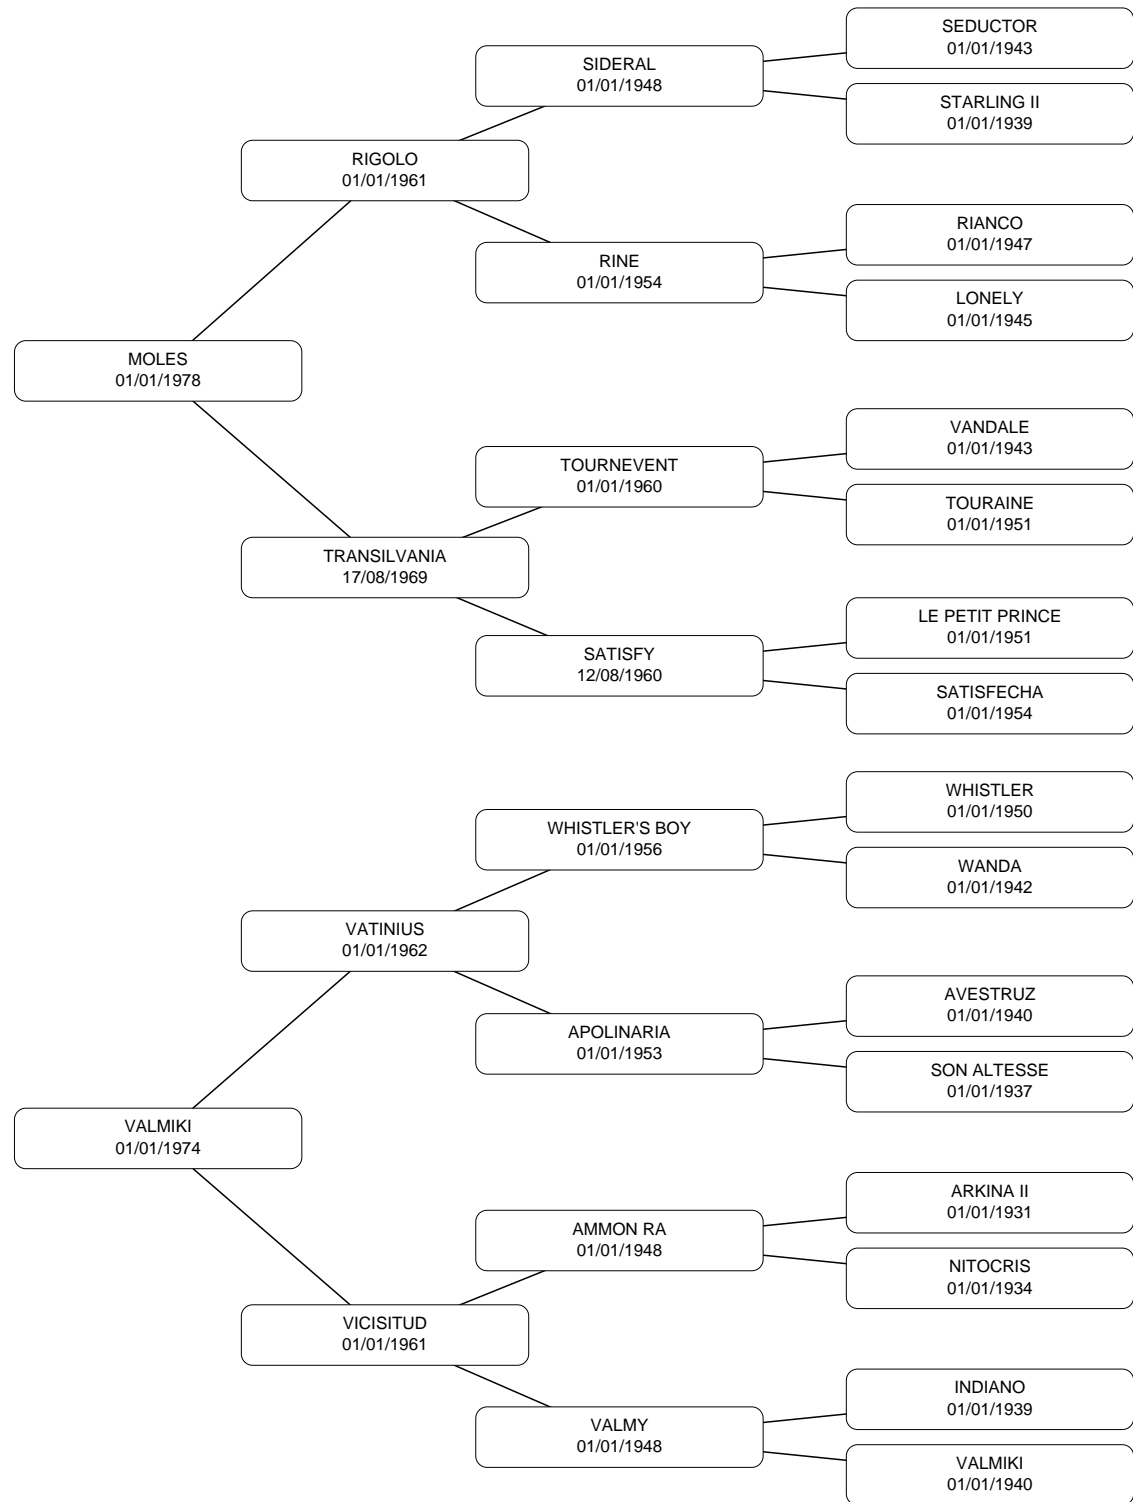 SEDUCTOR
01/01/1943
SIDERAL
01/01/1948
STARLING II
01/01/1939
RIGOLO
01/01/1961
RIANCO
01/01/1947
RINE
01/01/1954
LONELY
01/01/1945
MOLES
01/01/1978
VANDALE
01/01/1943
TOURNEVENT
01/01/1960
TOURAINE
01/01/1951
TRANSILVANIA
17/08/1969
LE PETIT PRINCE
01/01/1951
SATISFY
12/08/1960
SATISFECHA
01/01/1954
WHISTLER
01/01/1950
WHISTLER'S BOY
01/01/1956
WANDA
01/01/1942
VATINIUS
01/01/1962
AVESTRUZ
01/01/1940
APOLINARIA
01/01/1953
SON ALTESSE
01/01/1937
VALMIKI
01/01/1974
ARKINA II
01/01/1931
AMMON RA
01/01/1948
NITOCRIS
01/01/1934
VICISITUD
01/01/1961
INDIANO
01/01/1939
VALMY
01/01/1948
VALMIKI
01/01/1940